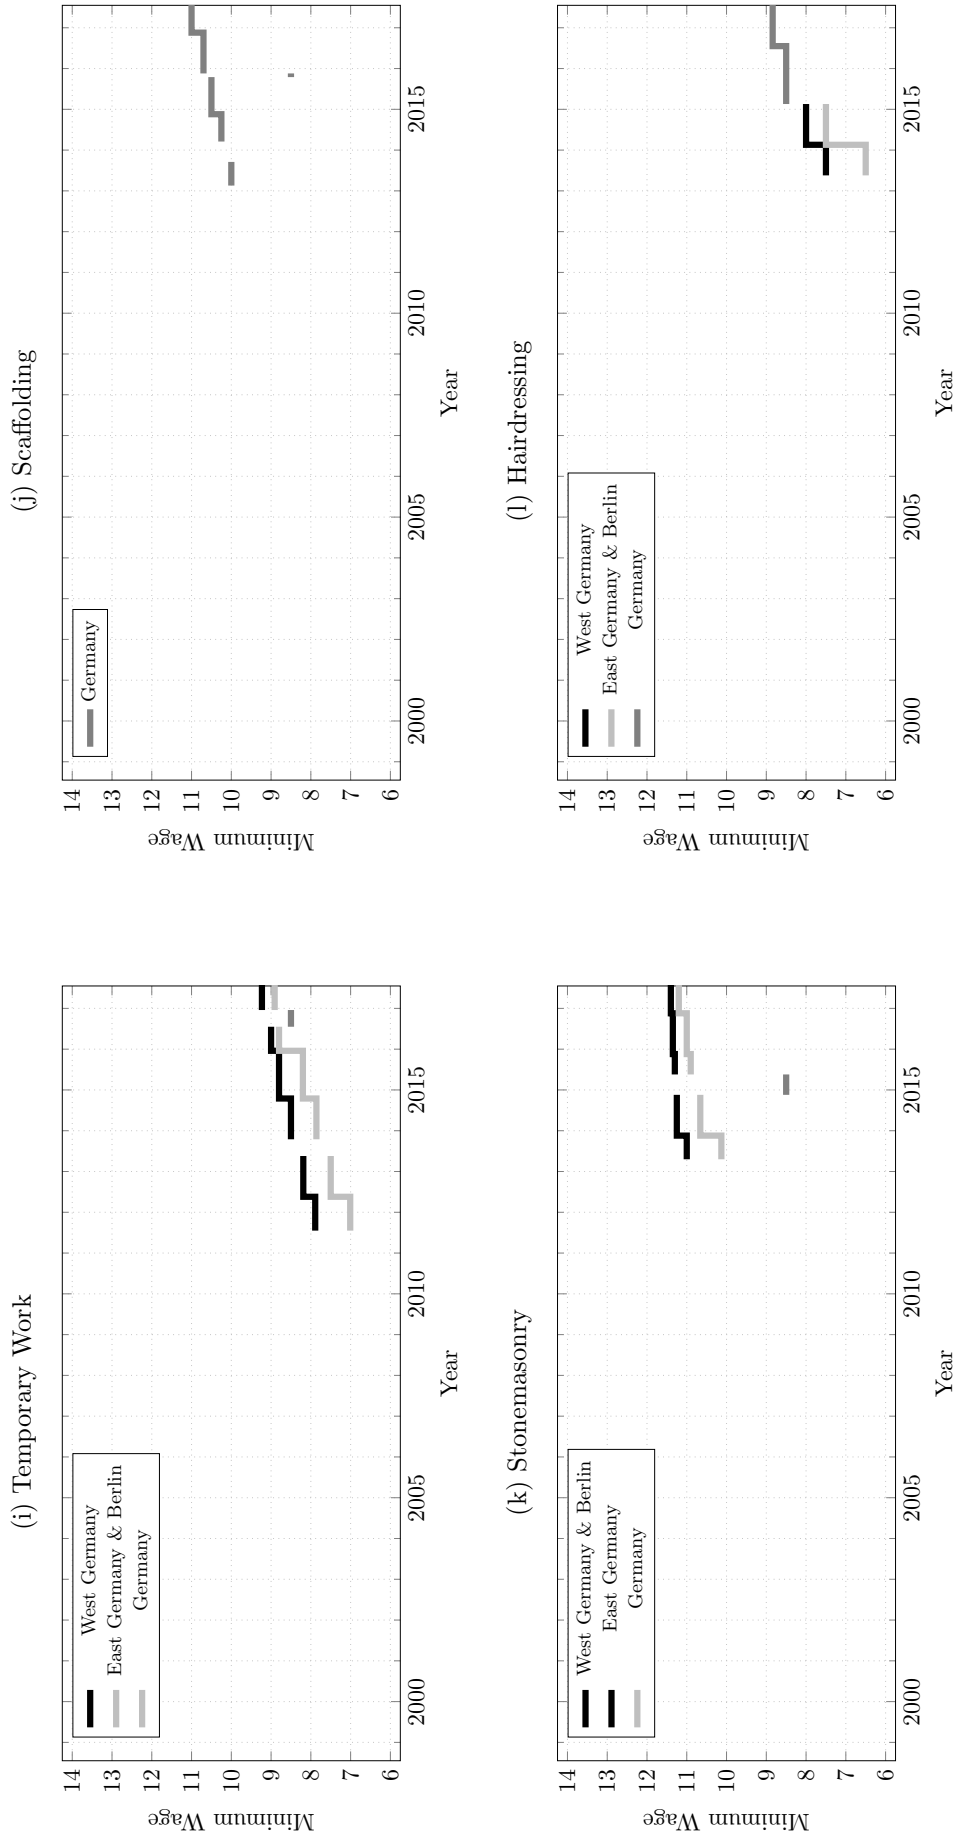 (i) Temporary Work
Minimum Wage
14
13
12
11
10
9
8
7
6
West Germany
East Germany & Berlin
Germany
2000
2005
2010
2015
Year
(j) Scaffolding
Minimum Wage
14
13
12
11
10
9
8
7
6
Germany
2000
2005
2010
2015
Year
(k) Stonemasonry
Minimum Wage
14
13
12
11
10
9
8
7
6
West Germany & Berlin
East Germany
Germany
2000
2005
2010
2015
Year
(l) Hairdressing
Minimum Wage
14
13
12
11
10
9
8
7
6
West Germany
East Germany & Berlin
Germany
2000
2005
2010
2015
Year